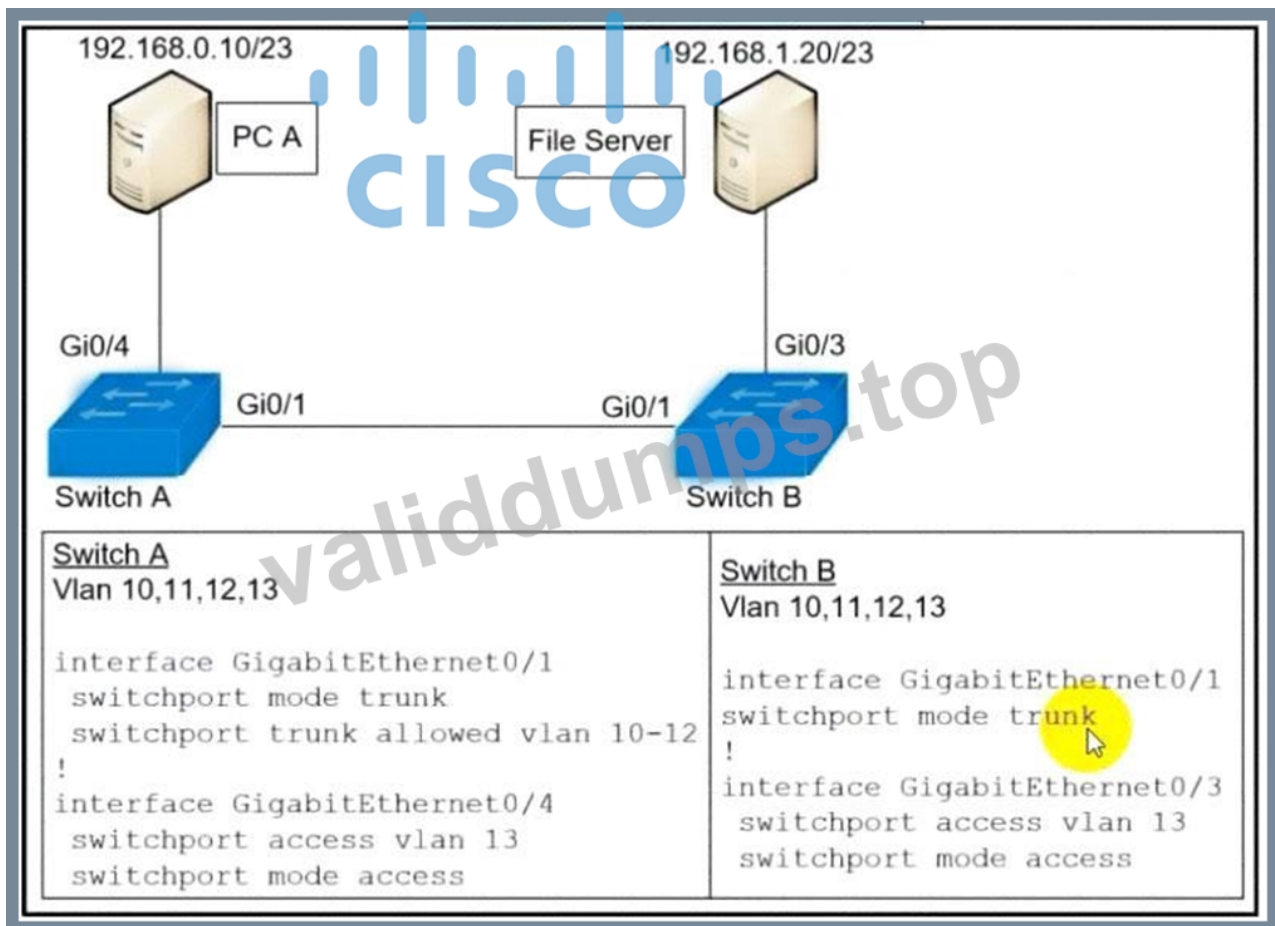 192.168.0.10/23
192.168.1.20/23
PC A
File Server
CISCO
Gi0/4
Gi0/3
Gi0/1
Gi0/1
Switch A
Switch B
validdumps.top
Switch A
Vlan 10,11,12,13
interface GigabitEthernet0/1
switchport mode trunk
switchport trunk allowed vlan 10-12
!
interface GigabitEthernet0/4
switchport access vlan 13
switchport mode access
Switch B
Vlan 10,11,12,13
interface GigabitEthernet0/1
switchport mode trunk
!
interface GigabitEthernet0/3
switchport access vlan 13
switchport mode access